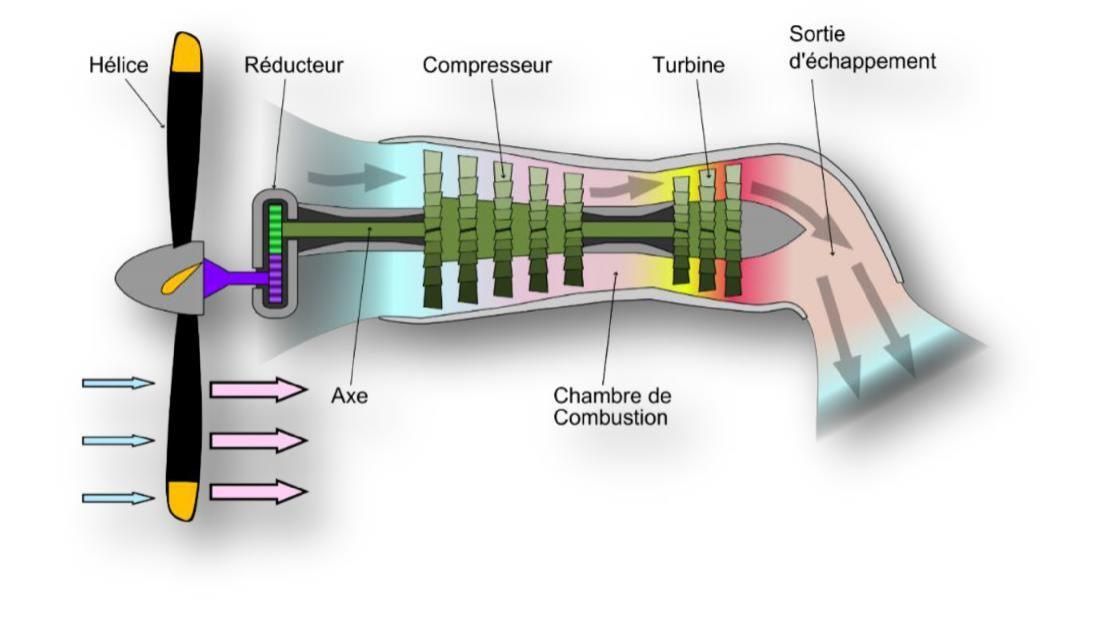 Hélice
Réducteur
Compresseur
Turbine
Sortie
d'échappement
Axe
Chambre de
Combustion